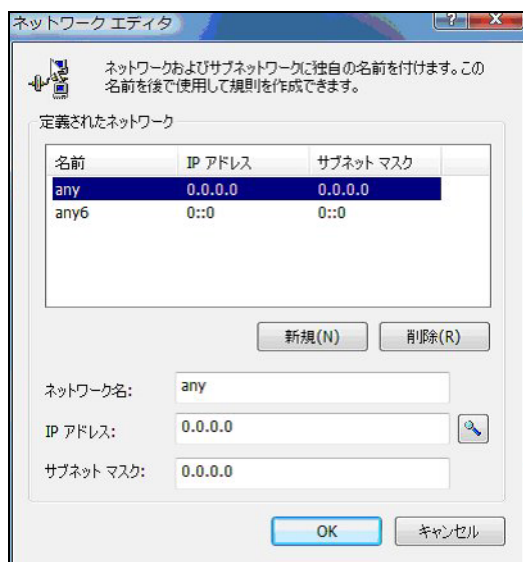 ネットワーク エディタ
ネットワークおよびサブネットワークに独自の名前を付けます。この
名前を後で使用して規則を作成できます。
定義されたネットワーク
名前 IP アドレス サブネット マスク
any 0.0.0.0 0.0.0.0
any6 0::0 0::0
新規(N) 削除(R)
ネットワーク名: any
IP アドレス: 0.0.0.0
サブネット マスク: 0.0.0.0
OK キャンセル